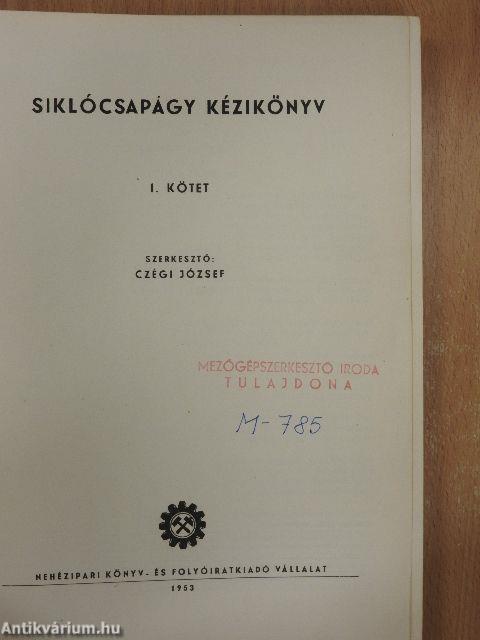 SIKLÓCSAPÁGY KÉZIKÖNYV
I. KÖTET
SZERKESZTŐ:
CZÉGI JÓZSEF
MEZŐGÉPSZERKESZTŐ IRODA
TULAJDONA
M-785
NEHÉZIPARI KÖNYV- ÉS FOLYÓIRATKIADÓ VÁLLALAT
1953
Antikvárium.hu